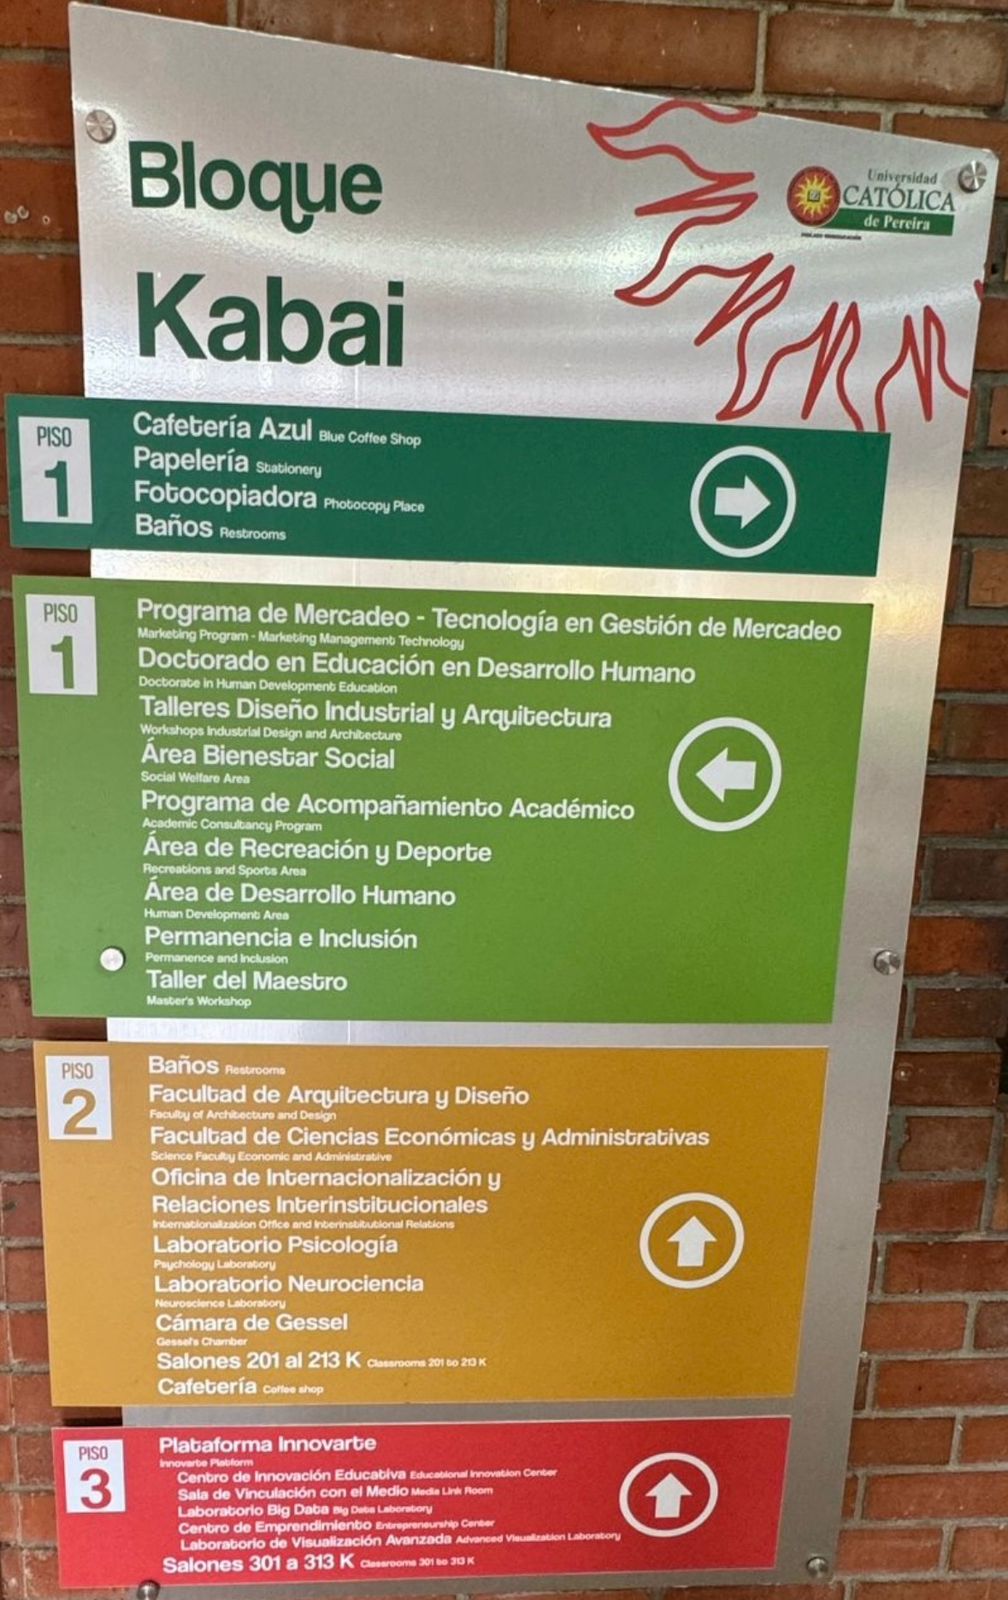 Bloque
Kabai
Universidad
CATÓLICA
de Pereira
PISO
1
Cafetería Azul Blue Coffee Shop
Papelería Stationery
Fotocopiadora Photocopy Place
Baños Restrooms
PISO
1
Programa de Mercadeo - Tecnología en Gestión de Mercadeo
Marketing Program - Marketing Management Technology
Doctorado en Educación en Desarrollo Humano
Doctorate in Human Development Education
Talleres Diseño Industrial y Arquitectura
Workshops Industrial Design and Architecture
Área Bienestar Social
Social Welfare Area
Programa de Acompañamiento Académico
Academic Consultancy Program
Área de Recreación y Deporte
Recreations and Sports Area
Área de Desarrollo Humano
Human Development Area
Permanencia e Inclusión
Permanence and Inclusion
Taller del Maestro
Master's Workshop
PISO
2
Baños Restrooms
Facultad de Arquitectura y Diseño
Faculty of Architecture and Design
Facultad de Ciencias Económicas y Administrativas
Science Faculty Economic and Administrative
Oficina de Internacionalización y
Relaciones Interinstitucionales
Internationalization Office and Interinstitutional Relations
Laboratorio Psicología
Psychology Laboratory
Laboratorio Neurociencia
Neuroscience Laboratory
Cámara de Gessel
Gessel's Chamber
Salones 201 al 213 K Classrooms 201 to 213 K
Cafetería Coffee shop
PISO
3
Plataforma Innovarte
Innovarte Platform
Centro de Innovación Educativa Educational Innovation Center
Sala de Vinculación con el Medio Media Link Room
Laboratorio Big Data Big Data Laboratory
Centro de Emprendimiento Entrepreneurship Center
Laboratorio de Visualización Avanzada Advanced Visualization Laboratory
Salones 301 a 313 K Classrooms 301 to 313 K